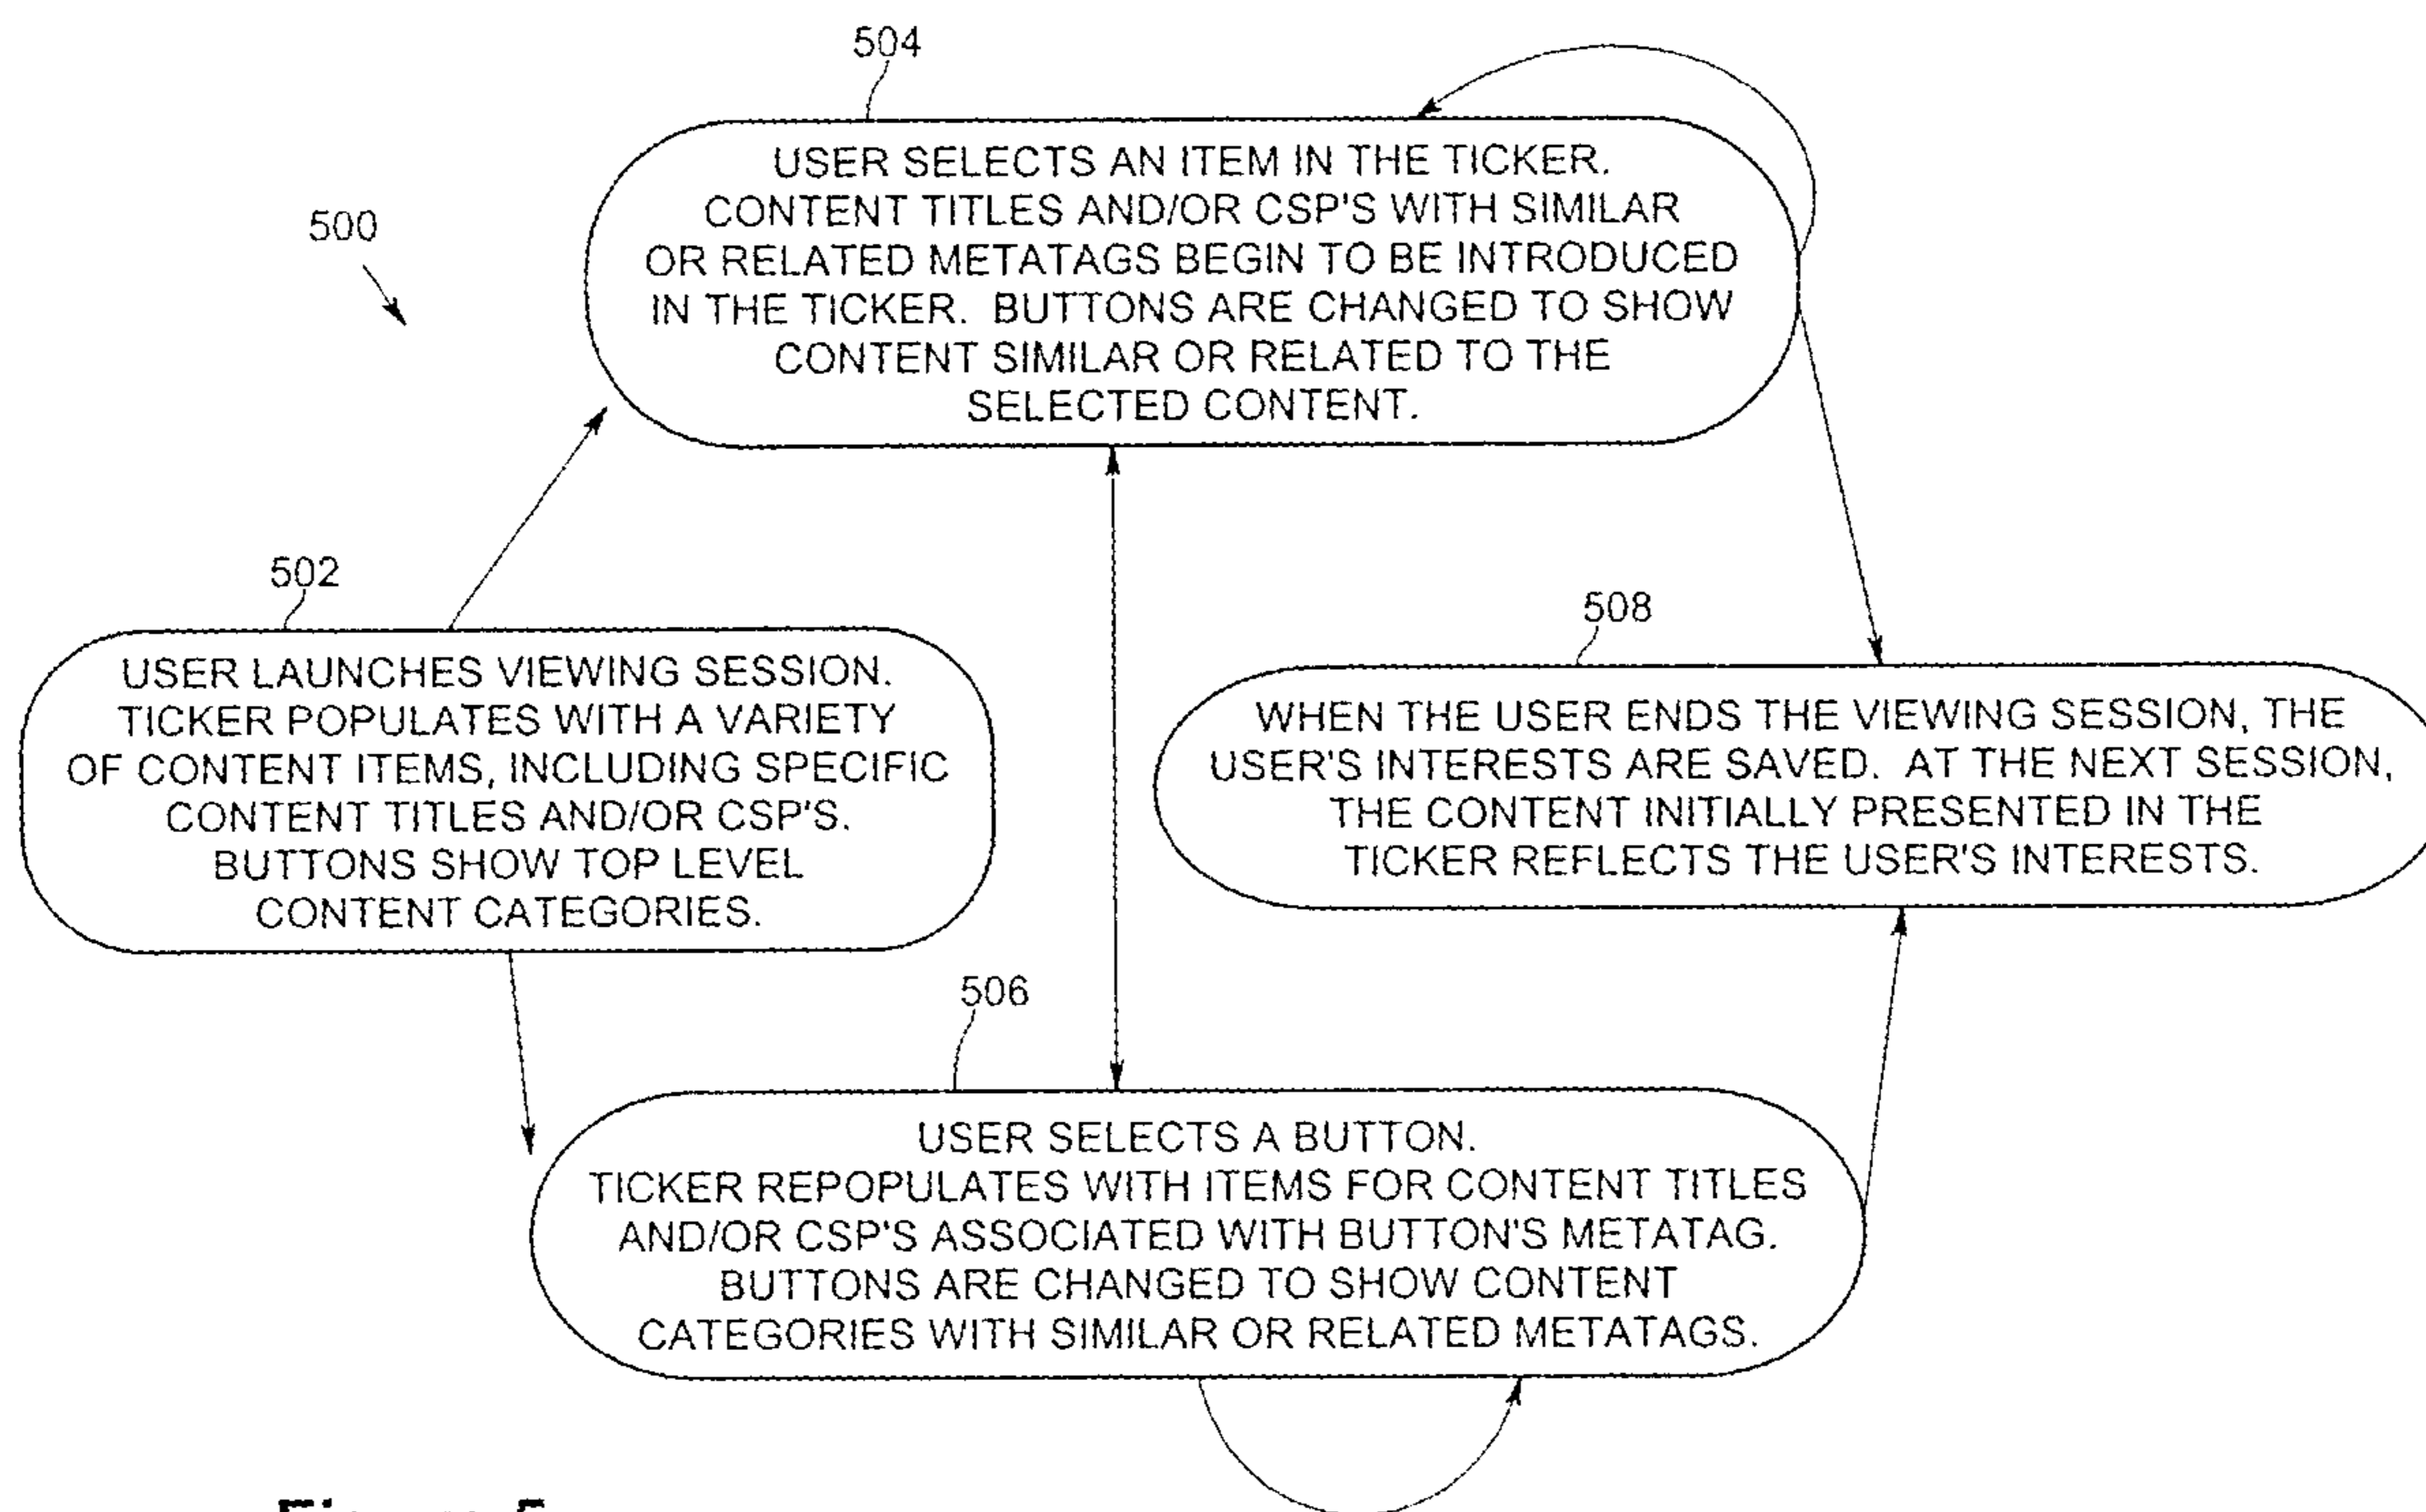 504
USER SELECTS AN ITEM IN THE TICKER.
CONTENT TITLES AND/OR CSP'S WITH SIMILAR
OR RELATED METATAGS BEGIN TO BE INTRODUCED
IN THE TICKER. BUTTONS ARE CHANGED TO SHOW
CONTENT SIMILAR OR RELATED TO THE
SELECTED CONTENT.
500
502
USER LAUNCHES VIEWING SESSION.
TICKER POPULATES WITH A VARIETY
OF CONTENT ITEMS, INCLUDING SPECIFIC
CONTENT TITLES AND/OR CSP'S.
BUTTONS SHOW TOP LEVEL
CONTENT CATEGORIES.
508
WHEN THE USER ENDS THE VIEWING SESSION, THE
USER'S INTERESTS ARE SAVED. AT THE NEXT SESSION,
THE CONTENT INITIALLY PRESENTED IN THE
TICKER REFLECTS THE USER'S INTERESTS.
506
USER SELECTS A BUTTON.
TICKER REPOPULATES WITH ITEMS FOR CONTENT TITLES
AND/OR CSP'S ASSOCIATED WITH BUTTON'S METATAG.
BUTTONS ARE CHANGED TO SHOW CONTENT
CATEGORIES WITH SIMILAR OR RELATED METATAGS.